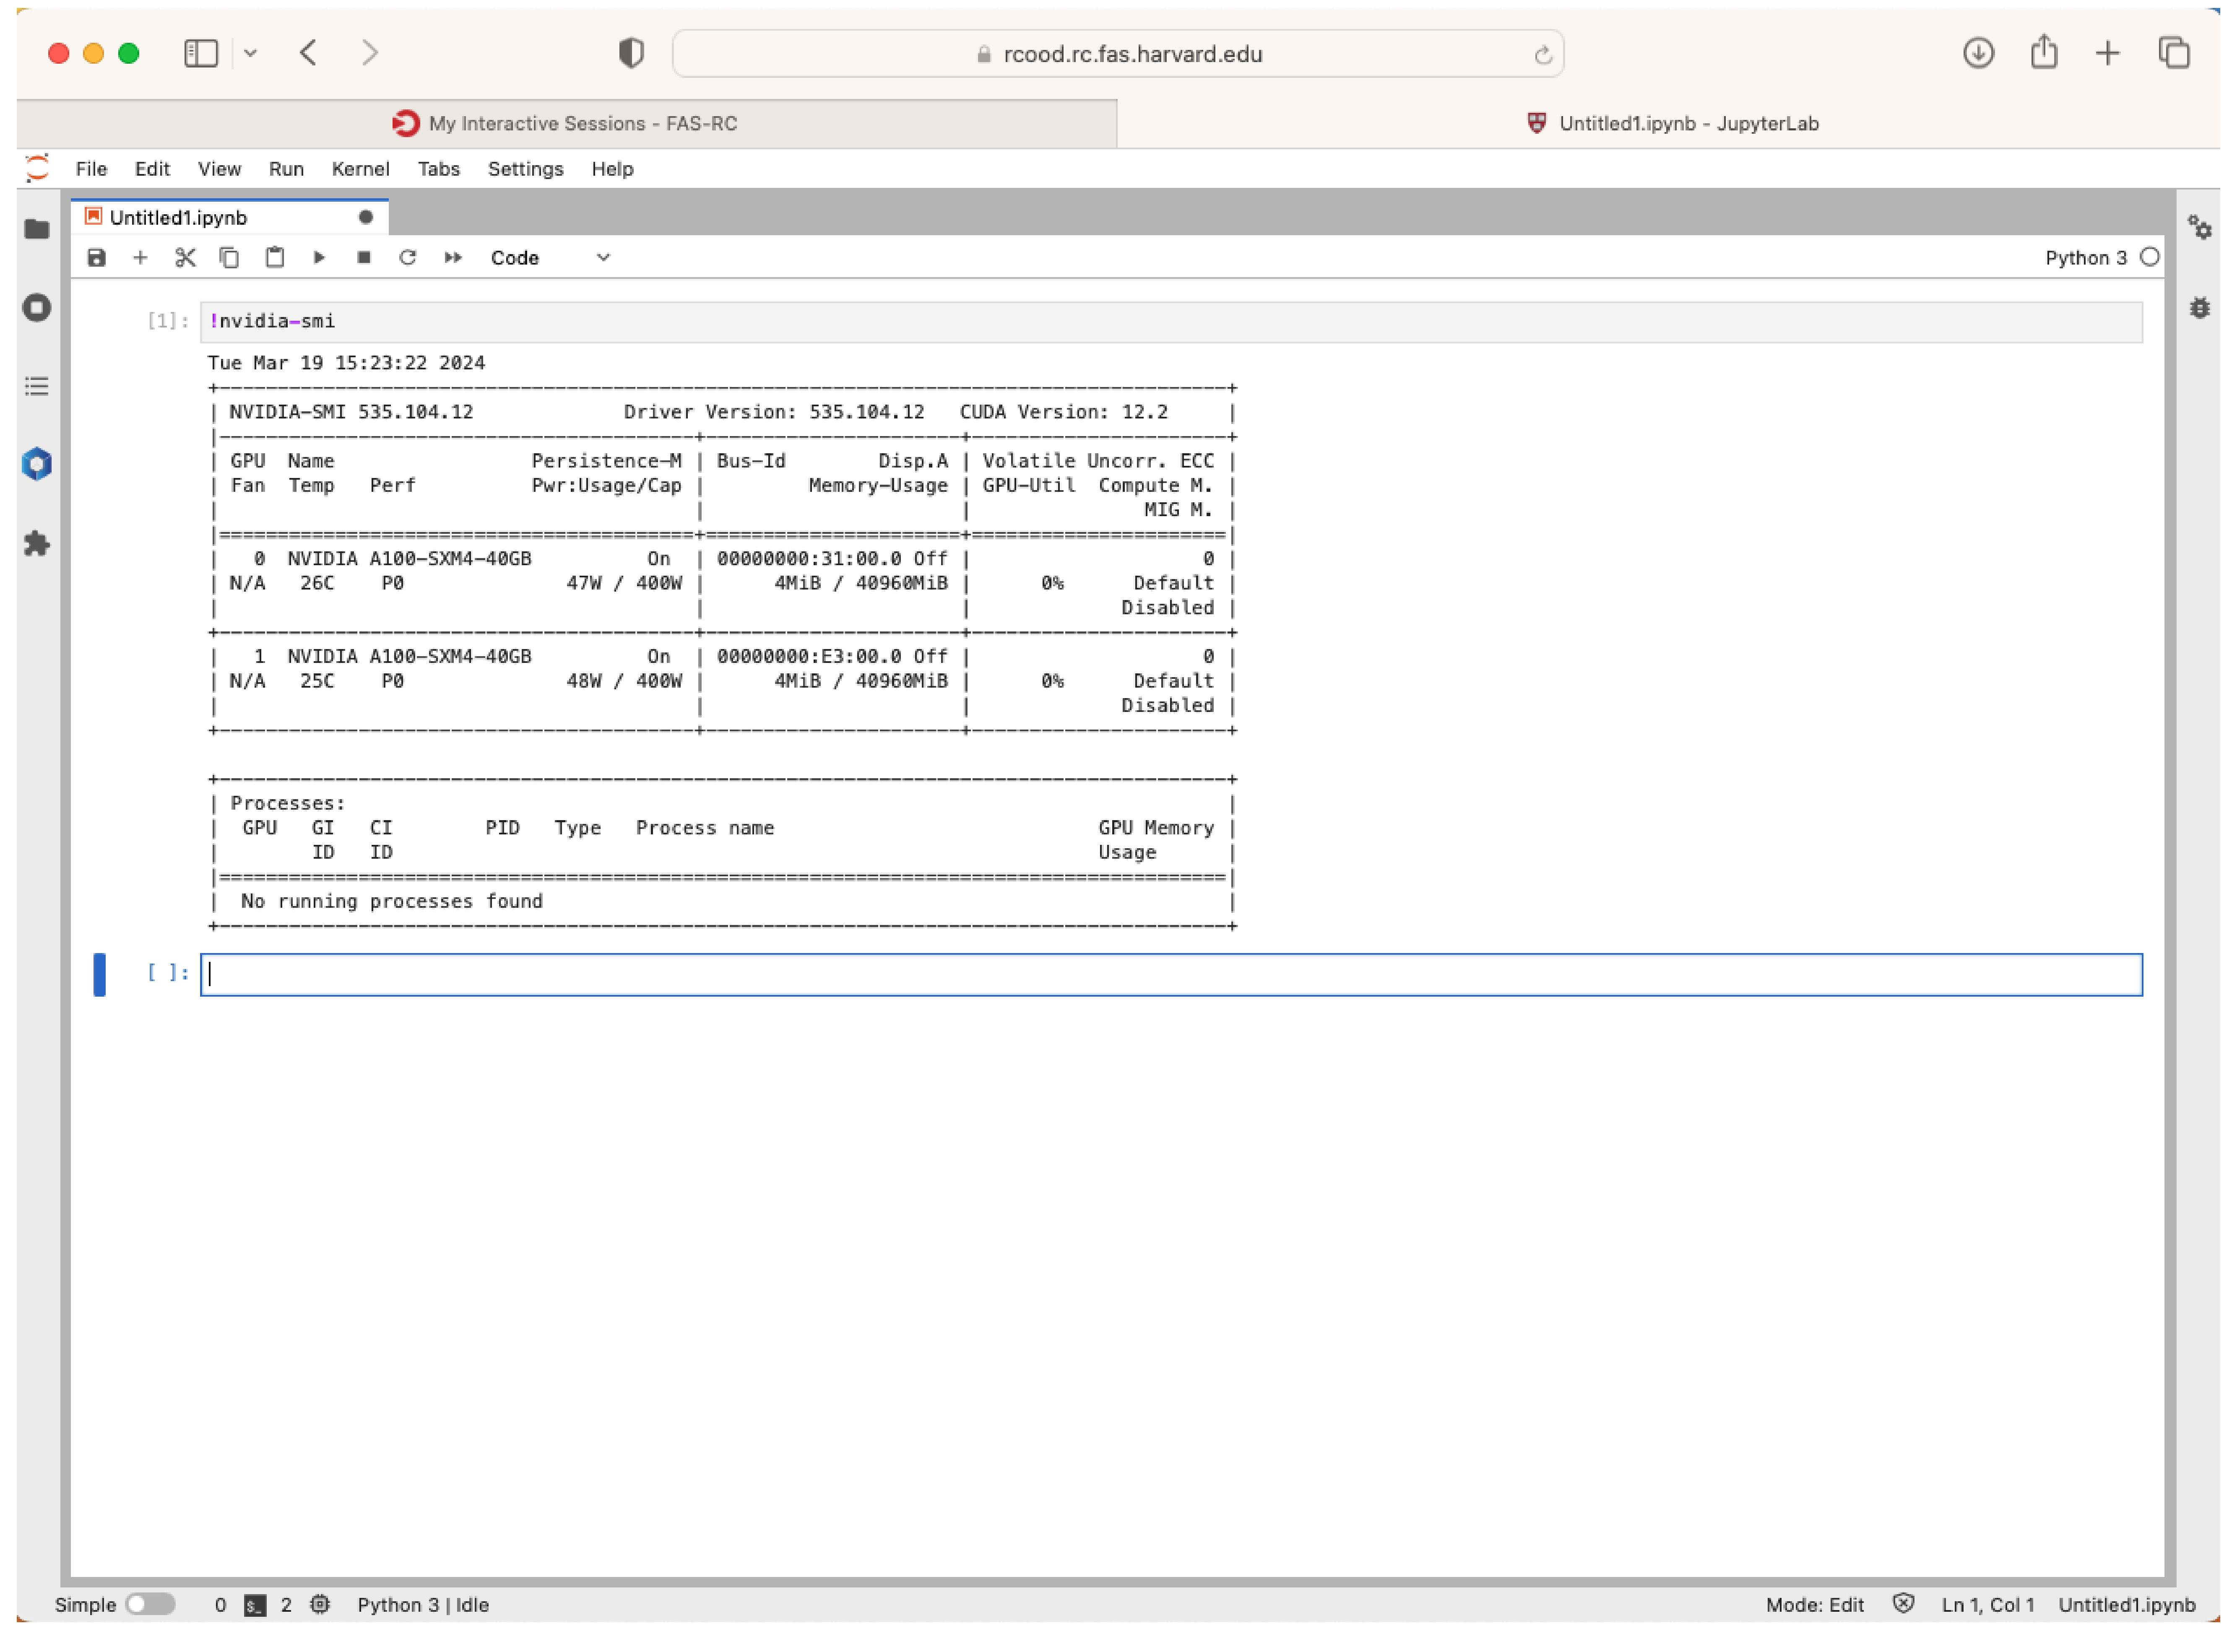 rcood.rc.fas.harvard.edu
My Interactive Sessions - FAS-RC
Untitled1.ipynb - JupyterLab
File Edit View Run Kernel Tabs Settings Help
Untitled1.ipynb
Code
Python 3
[1]: !nvidia-smi
Tue Mar 19 15:23:22 2024
+---------------------------------------------------------------------------------------+
| NVIDIA-SMI 535.104.12             Driver Version: 535.104.12   CUDA Version: 12.2     |
|-----------------------------------------+----------------------+----------------------+
| GPU  Name                 Persistence-M | Bus-Id        Disp.A | Volatile Uncorr. ECC |
| Fan  Temp   Perf          Pwr:Usage/Cap |         Memory-Usage | GPU-Util  Compute M. |
|                                         |                      |               MIG M. |
|=========================================+======================+======================|
|   0  NVIDIA A100-SXM4-40GB          On  | 00000000:31:00.0 Off |                    0 |
| N/A   26C    P0              47W / 400W |      4MiB / 40960MiB |      0%      Default |
|                                         |                      |             Disabled |
+-----------------------------------------+----------------------+----------------------+
|   1  NVIDIA A100-SXM4-40GB          On  | 00000000:E3:00.0 Off |                    0 |
| N/A   25C    P0              48W / 400W |      4MiB / 40960MiB |      0%      Default |
|                                         |                      |             Disabled |
+-----------------------------------------+----------------------+----------------------+
+---------------------------------------------------------------------------------------+
| Processes:                                                                            |
|  GPU   GI   CI        PID   Type   Process name                            GPU Memory |
|        ID   ID                                                             Usage      |
|=======================================================================================|
|  No running processes found                                                           |
+---------------------------------------------------------------------------------------+
[ ]:
Simple 0 $_ 2 Python 3 | Idle Mode: Edit Ln 1, Col 1 Untitled1.ipynb